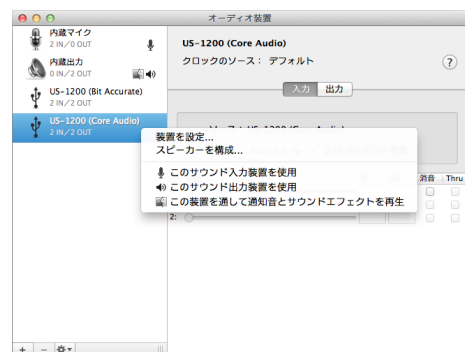 オーディオ装置
内蔵マイク
2 IN/0 OUT
内蔵出力
0 IN/2 OUT
US-1200 (Bit Accurate)
2 IN/2 OUT
US-1200 (Core Audio)
2 IN/2 OUT
US-1200 (Core Audio)
クロックのソース： デフォルト
?
入力 出力
装置を設定...
スピーカーを構成...
このサウンド入力装置を使用
このサウンド出力装置を使用
この装置を通して通知音とサウンドエフェクトを再生
消音 Thru
2: